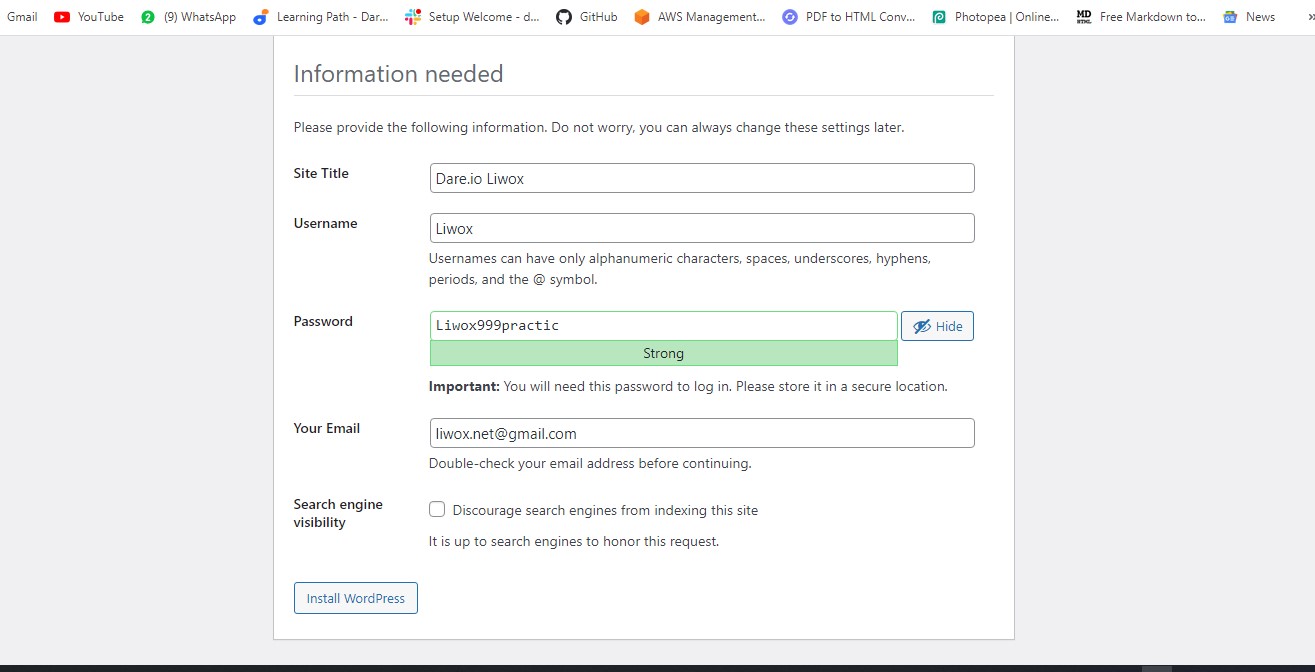 Gmail YouTube 2 (9) WhatsApp Learning Path - Dar... Setup Welcome - d... GitHub AWS Management... PDF to HTML Conv... Photopea | Online... MD HTML Free Markdown to... News »
Information needed
Please provide the following information. Do not worry, you can always change these settings later.
Site Title
Dare.io Liwox
Username
Liwox
Usernames can have only alphanumeric characters, spaces, underscores, hyphens,
periods, and the @ symbol.
Password
Liwox999practic
Hide
Strong
Important: You will need this password to log in. Please store it in a secure location.
Your Email
liwox.net@gmail.com
Double-check your email address before continuing.
Search engine
visibility
Discourage search engines from indexing this site
It is up to search engines to honor this request.
Install WordPress